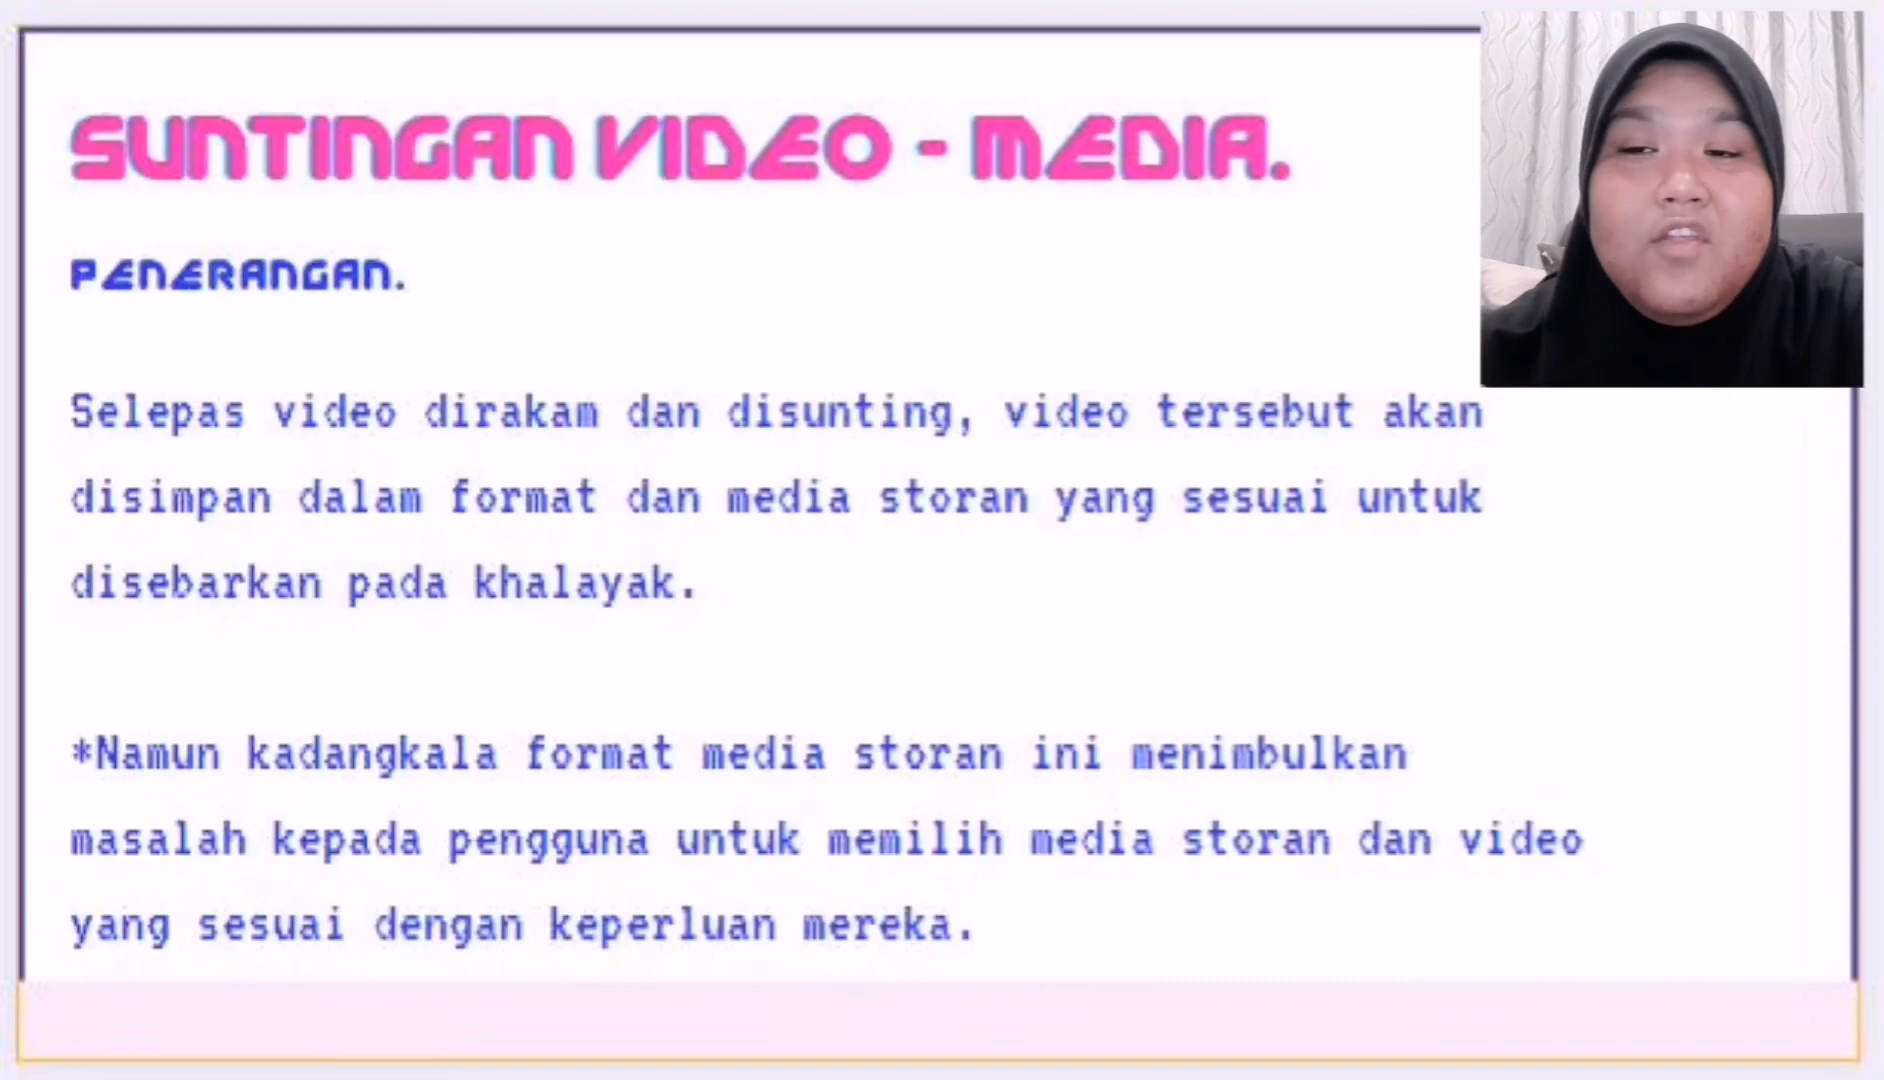 SUNTINGAN VIDEO - MEDIA.
PENERANGAN.
Selepas video dirakam dan disunting, video tersebut akan
disimpan dalam format dan media storan yang sesuai untuk
disebarkan pada khalayak.
*Namun kadangkala format media storan ini menimbulkan
masalah kepada pengguna untuk memilih media storan dan video
yang sesuai dengan keperluan mereka.